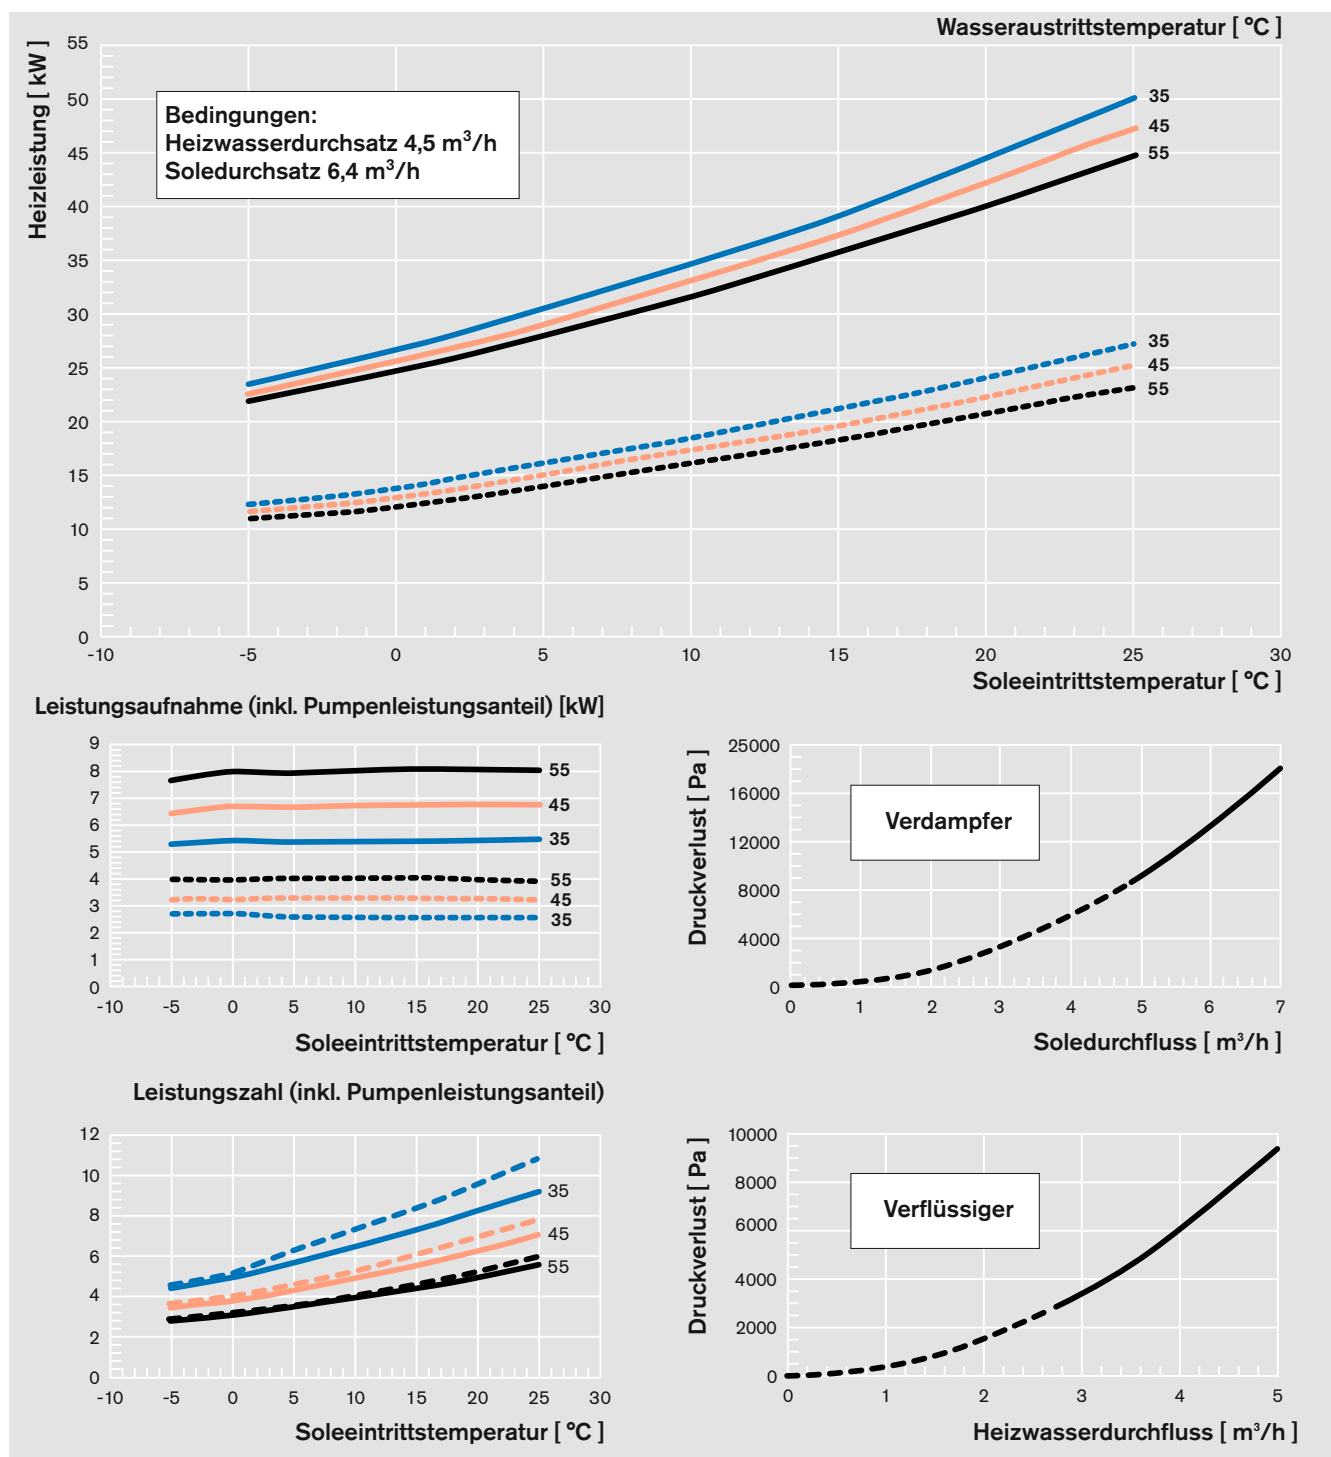 Wasseraustrittstemperatur [ °C ]
Heizleistung [ kW ]
55
50
45
40
35
30
25
20
15
10
5
0
Bedingungen:
Heizwasserdurchsatz 4,5 m³/h
Soledurchsatz 6,4 m³/h
35
45
55
35
45
55
-10 -5 0 5 10 15 20 25 30
Soleeintrittstemperatur [ °C ]
Leistungsaufnahme (inkl. Pumpenleistungsanteil) [kW]
9
8
7
6
5
4
3
2
1
0
55
45
35
55
45
35
-10 -5 0 5 10 15 20 25 30
Soleeintrittstemperatur [ °C ]
Druckverlust [ Pa ]
25000
16000
12000
8000
4000
0
Verdampfer
0 1 2 3 4 5 6 7
Soledurchfluss [ m³/h ]
Leistungszahl (inkl. Pumpenleistungsanteil)
12
10
8
6
4
2
0
35
45
55
-10 -5 0 5 10 15 20 25 30
Soleeintrittstemperatur [ °C ]
Druckverlust [ Pa ]
10000
8000
6000
4000
2000
0
Verflüssiger
0 1 2 3 4 5
Heizwasserdurchfluss [ m³/h ]